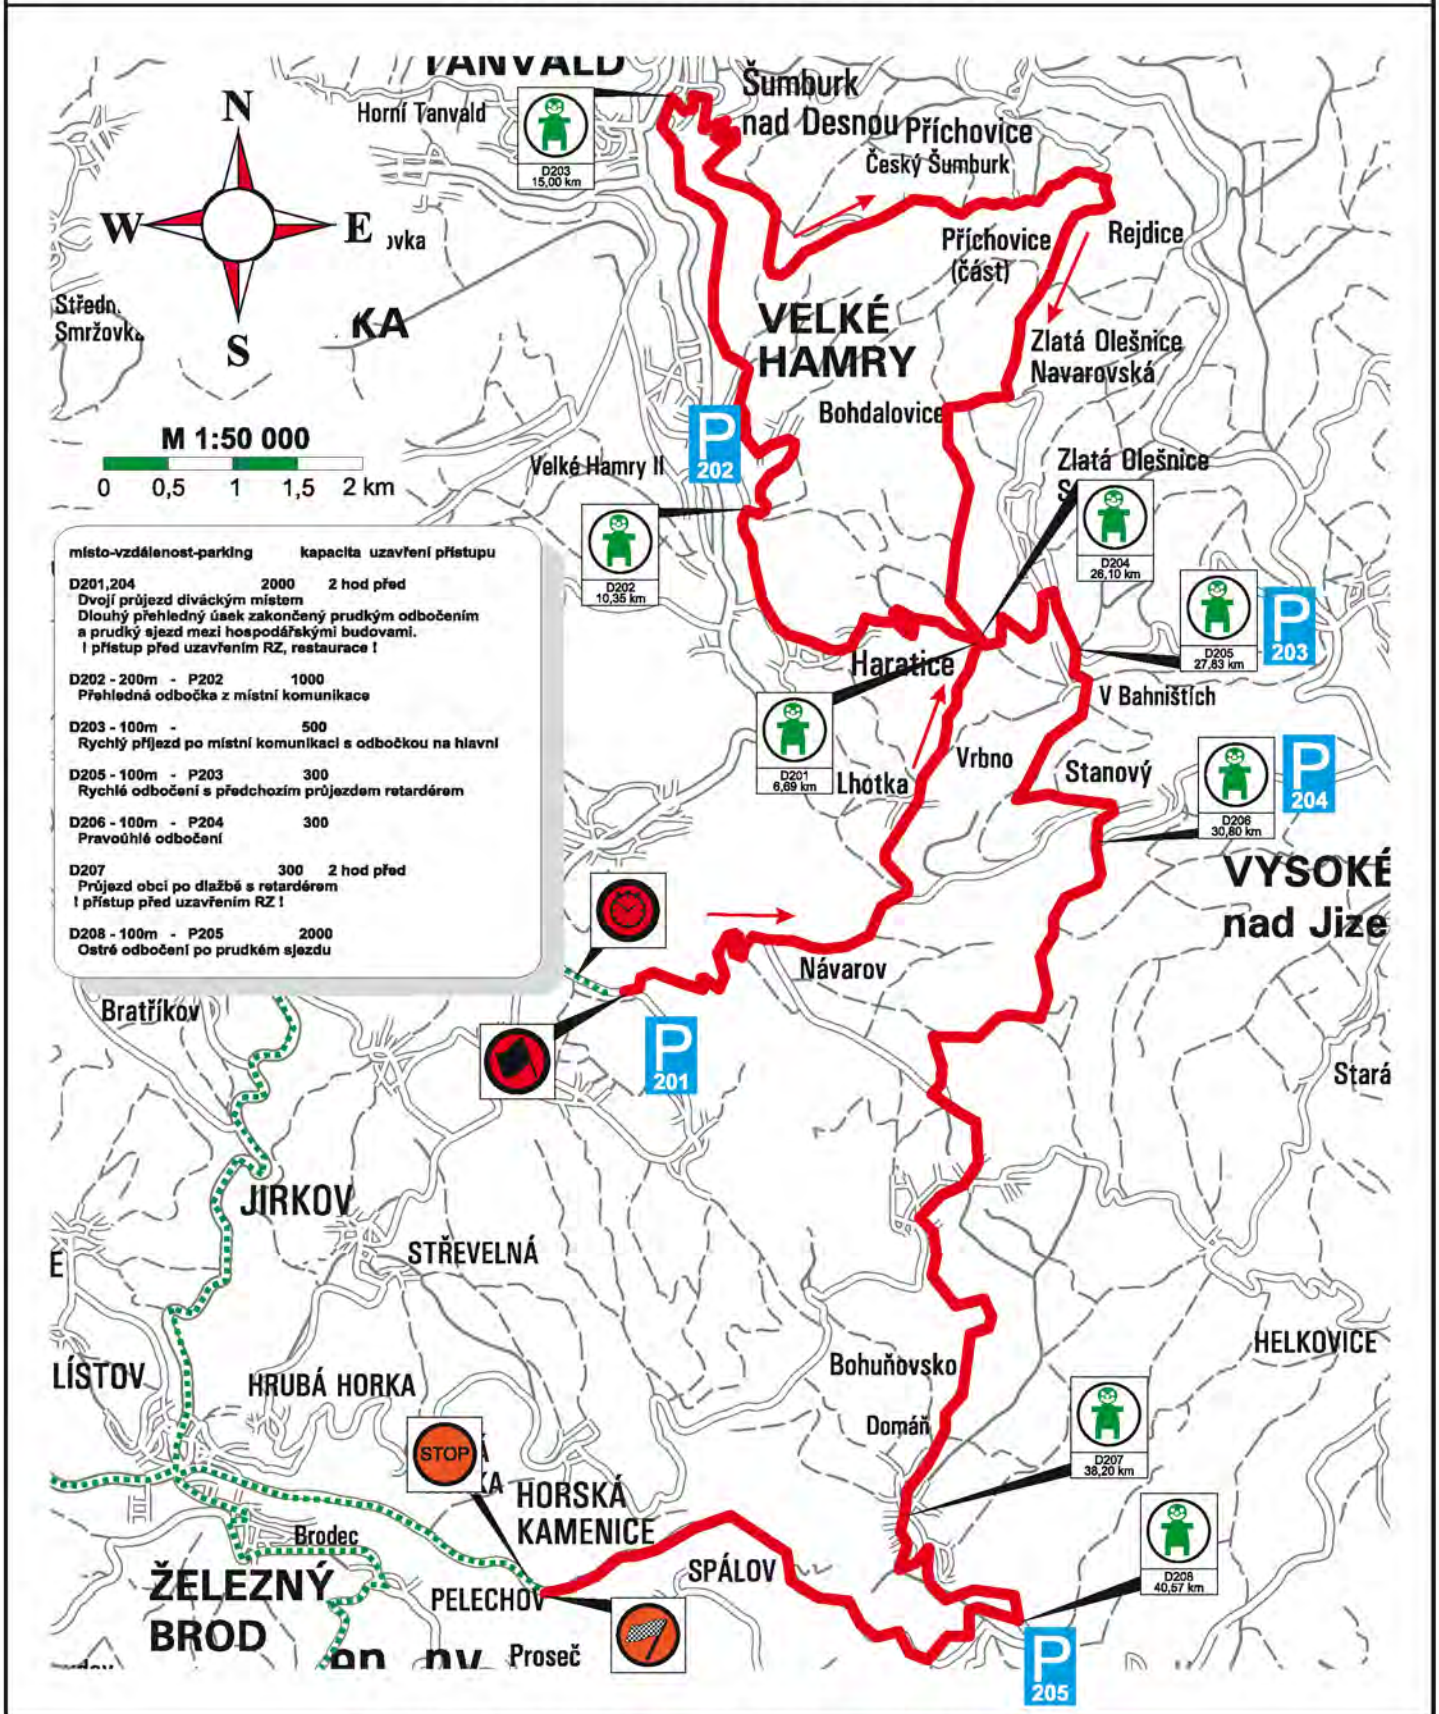 TANVALD
Horní Tanvald
Šumburk
nad Desnou
Příchovice
Český Šumburk
D203
15,00 km
N
W
E
S
ovka
Středn.
Smržovka
KA
Příchovice
(část)
Rejdice
VELKÉ
HAMRY
Zlatá Olešnice
Navarovská
Bohdalovice
M 1:50 000
0 0,5 1 1,5 2 km
P
202
Velké Hamry II
Zlatá Olešnice
S
D202
10,35 km
D204
26,10 km
D205
27,83 km
P
203
místo-vzdálenost-parking kapacita uzavření přístupu
D201,204 2000 2 hod před
Dvojí průjezd diváckým místem
Dlouhý přehledný úsek zakončený prudkým odbočením
a prudký sjezd mezi hospodářskými budovami.
! přístup před uzavřením RZ, restaurace !
D202 - 200m - P202 1000
Přehledná odbočka z místní komunikace
D203 - 100m - 500
Rychlý příjezd po místní komunikaci s odbočkou na hlavní
D205 - 100m - P203 300
Rychlé odbočení s předchozím průjezdem retardérem
D206 - 100m - P204 300
Pravoúhlé odbočení
D207 300 2 hod před
Průjezd obcí po dlažbě s retardérem
! přístup před uzavřením RZ !
D208 - 100m - P205 2000
Ostré odbočení po prudkém sjezdu
Haratice
V Bahništích
D201
6,69 km
Lhotka
Vrbno
Stanový
D206
30,80 km
P
204
VYSOKÉ
nad Jize
Návarov
Bratříkov
P
201
Stará
JIRKOV
STŘEVELNÁ
E
LÍSTOV
HRUBÁ HORKA
Bohuňovsko
HELKOVICE
Domáň
D207
38,20 km
STOP
Á
KA
HORSKÁ
KAMENICE
Brodec
SPÁLOV
D208
40,57 km
ŽELEZNÝ
BROD
PELECHOV
Proseč
P
205